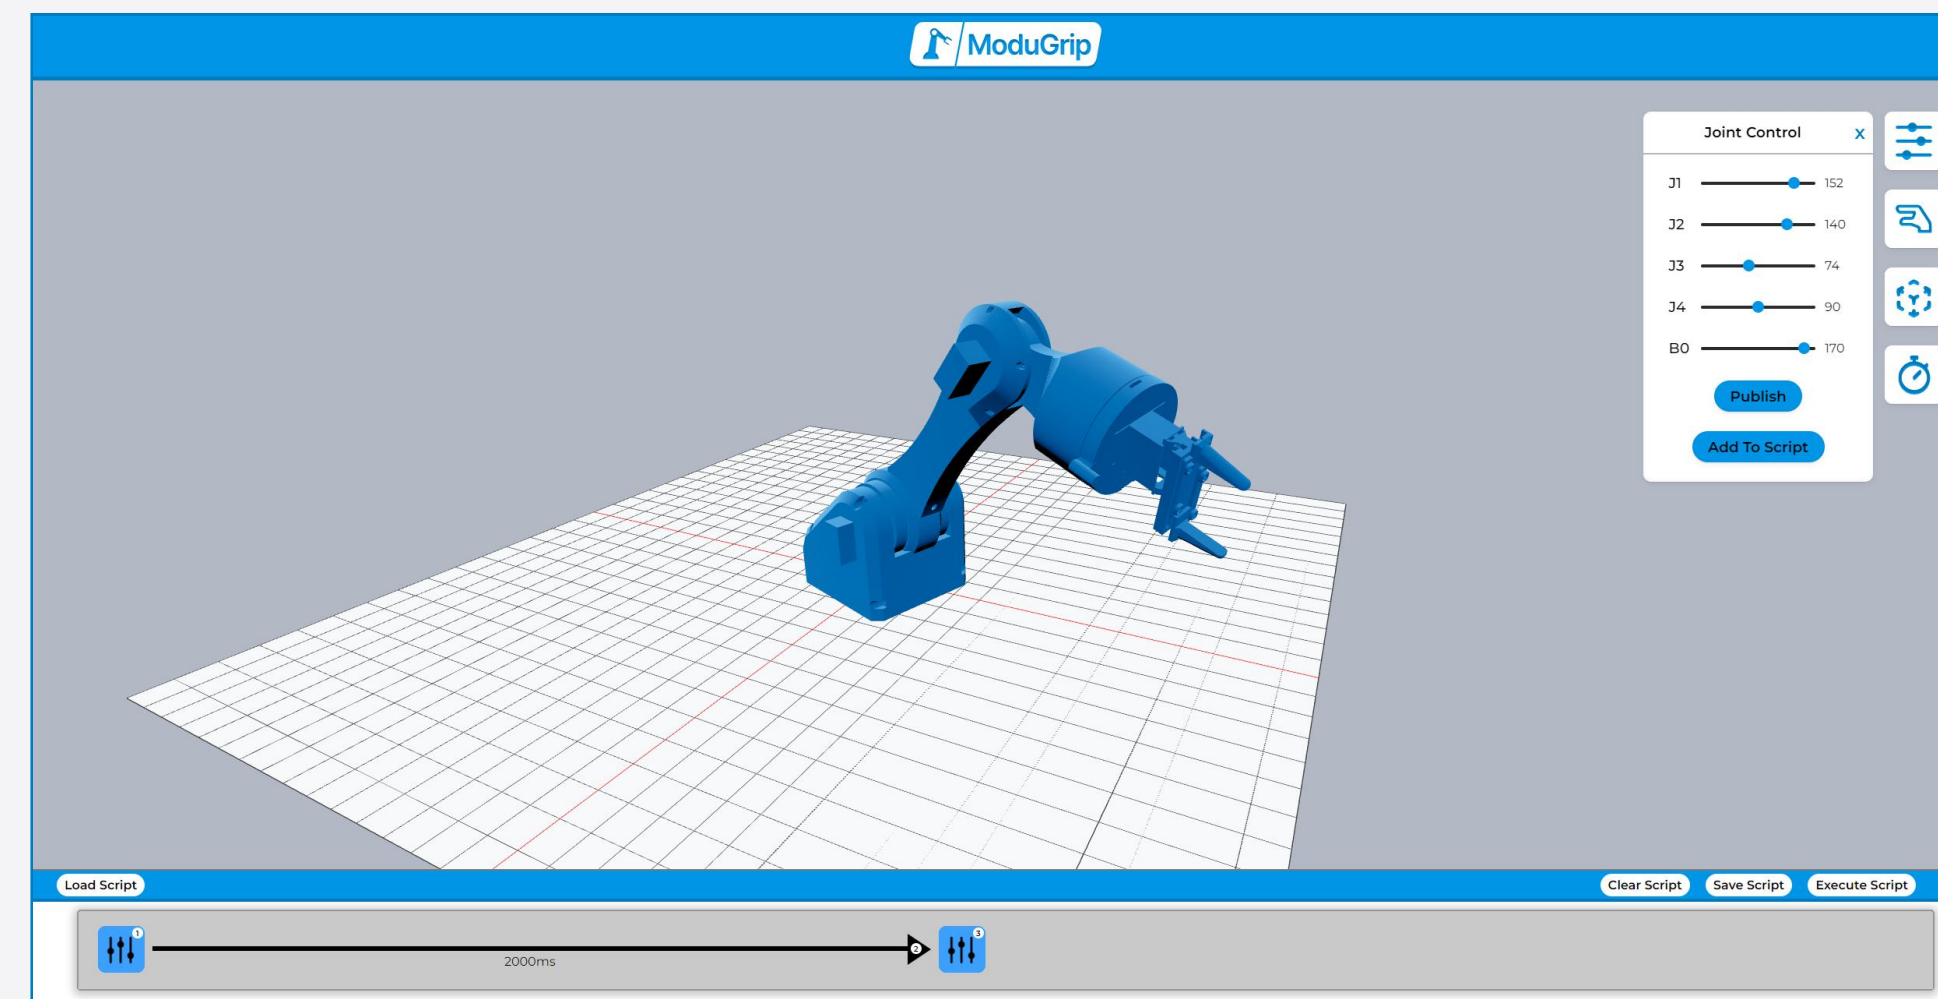 ModuGrip
Joint Control X
J1 152
J2 140
J3 74
J4 90
B0 170
Publish
Add To Script
Load Script
Clear Script Save Script Execute Script
1
2
3
2000ms